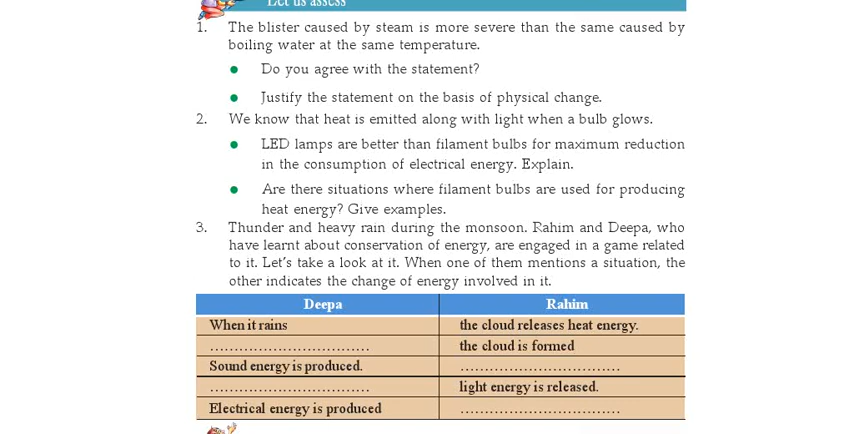 Let us assess
1. The blister caused by steam is more severe than the same caused by
boiling water at the same temperature.
● Do you agree with the statement?
● Justify the statement on the basis of physical change.
2. We know that heat is emitted along with light when a bulb glows.
● LED lamps are better than filament bulbs for maximum reduction
in the consumption of electrical energy. Explain.
● Are there situations where filament bulbs are used for producing
heat energy? Give examples.
3. Thunder and heavy rain during the monsoon. Rahim and Deepa, who
have learnt about conservation of energy, are engaged in a game related
to it. Let's take a look at it. When one of them mentions a situation, the
other indicates the change of energy involved in it.
Deepa Rahim
When it rains the cloud releases heat energy.
................................ the cloud is formed
Sound energy is produced. ................................
................................ light energy is released.
Electrical energy is produced ................................